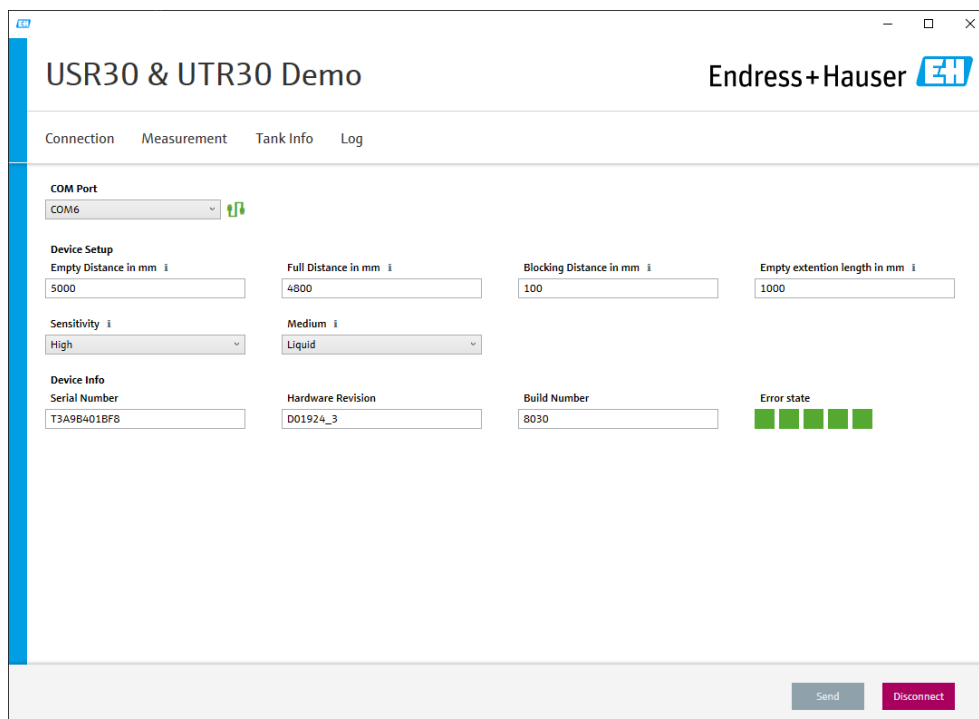 EH
USR30 & UTR30 Demo
Endress+Hauser EH
Connection Measurement Tank Info Log
COM Port
COM6
Device Setup
Empty Distance in mm i Full Distance in mm i Blocking Distance in mm i Empty extention length in mm i
5000 4800 100 1000
Sensitivity i Medium i
High Liquid
Device Info
Serial Number Hardware Revision Build Number Error state
T3A9B401BF8 D01924_3 8030
Send Disconnect